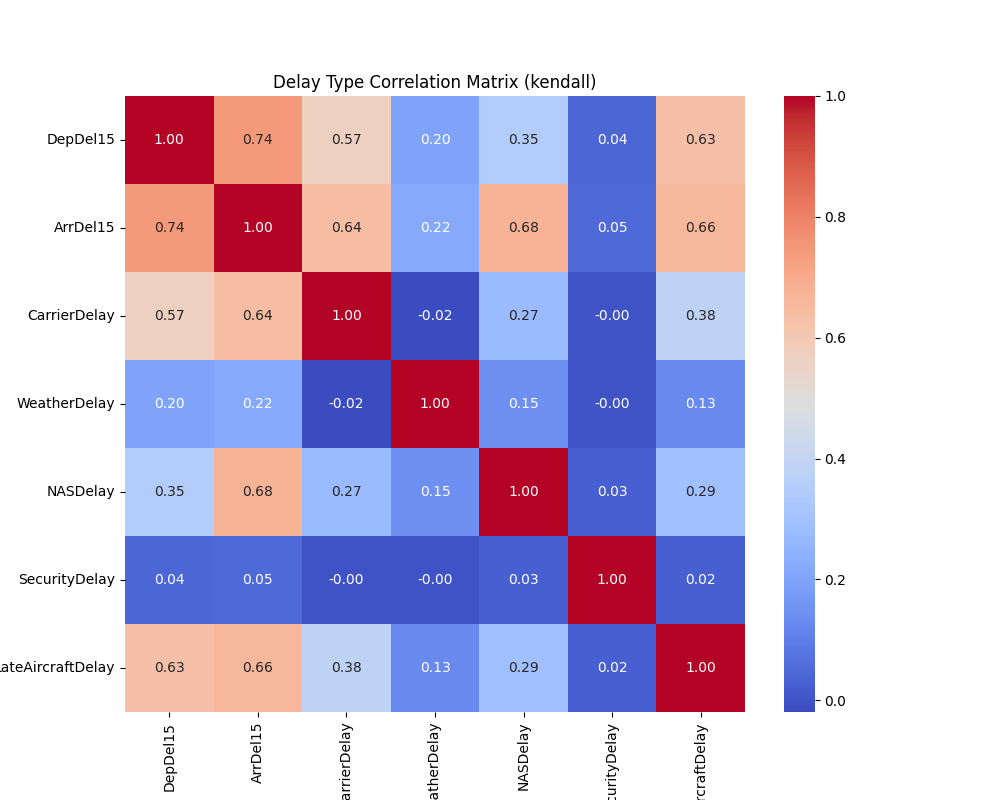 Delay Type Correlation Matrix (kendall)
DepDel15 1.00 0.74 0.57 0.20 0.35 0.04 0.63
ArrDel15 0.74 1.00 0.64 0.22 0.68 0.05 0.66
CarrierDelay 0.57 0.64 1.00 -0.02 0.27 -0.00 0.38
WeatherDelay 0.20 0.22 -0.02 1.00 0.15 -0.00 0.13
NASDelay 0.35 0.68 0.27 0.15 1.00 0.03 0.29
SecurityDelay 0.04 0.05 -0.00 -0.00 0.03 1.00 0.02
ateAircraftDelay 0.63 0.66 0.38 0.13 0.29 0.02 1.00
DepDel15
ArrDel15
arrierDelay
atherDelay
NASDelay
curityDelay
rcraftDelay
1.0
0.8
0.6
0.4
0.2
0.0